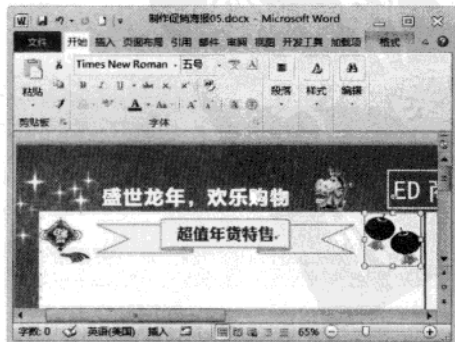 制作促销海报05.docx - Microsoft Word
文件 开始 插入 页面布局 引用 邮件 审阅 视图 开发工具 加载项 格式
Times New Roman 五号
粘贴 段落 样式 编辑
剪贴板 字体
盛世龙年，欢乐购物
ED
超值年货特售
字数: 0 英语(美国) 插入 65%